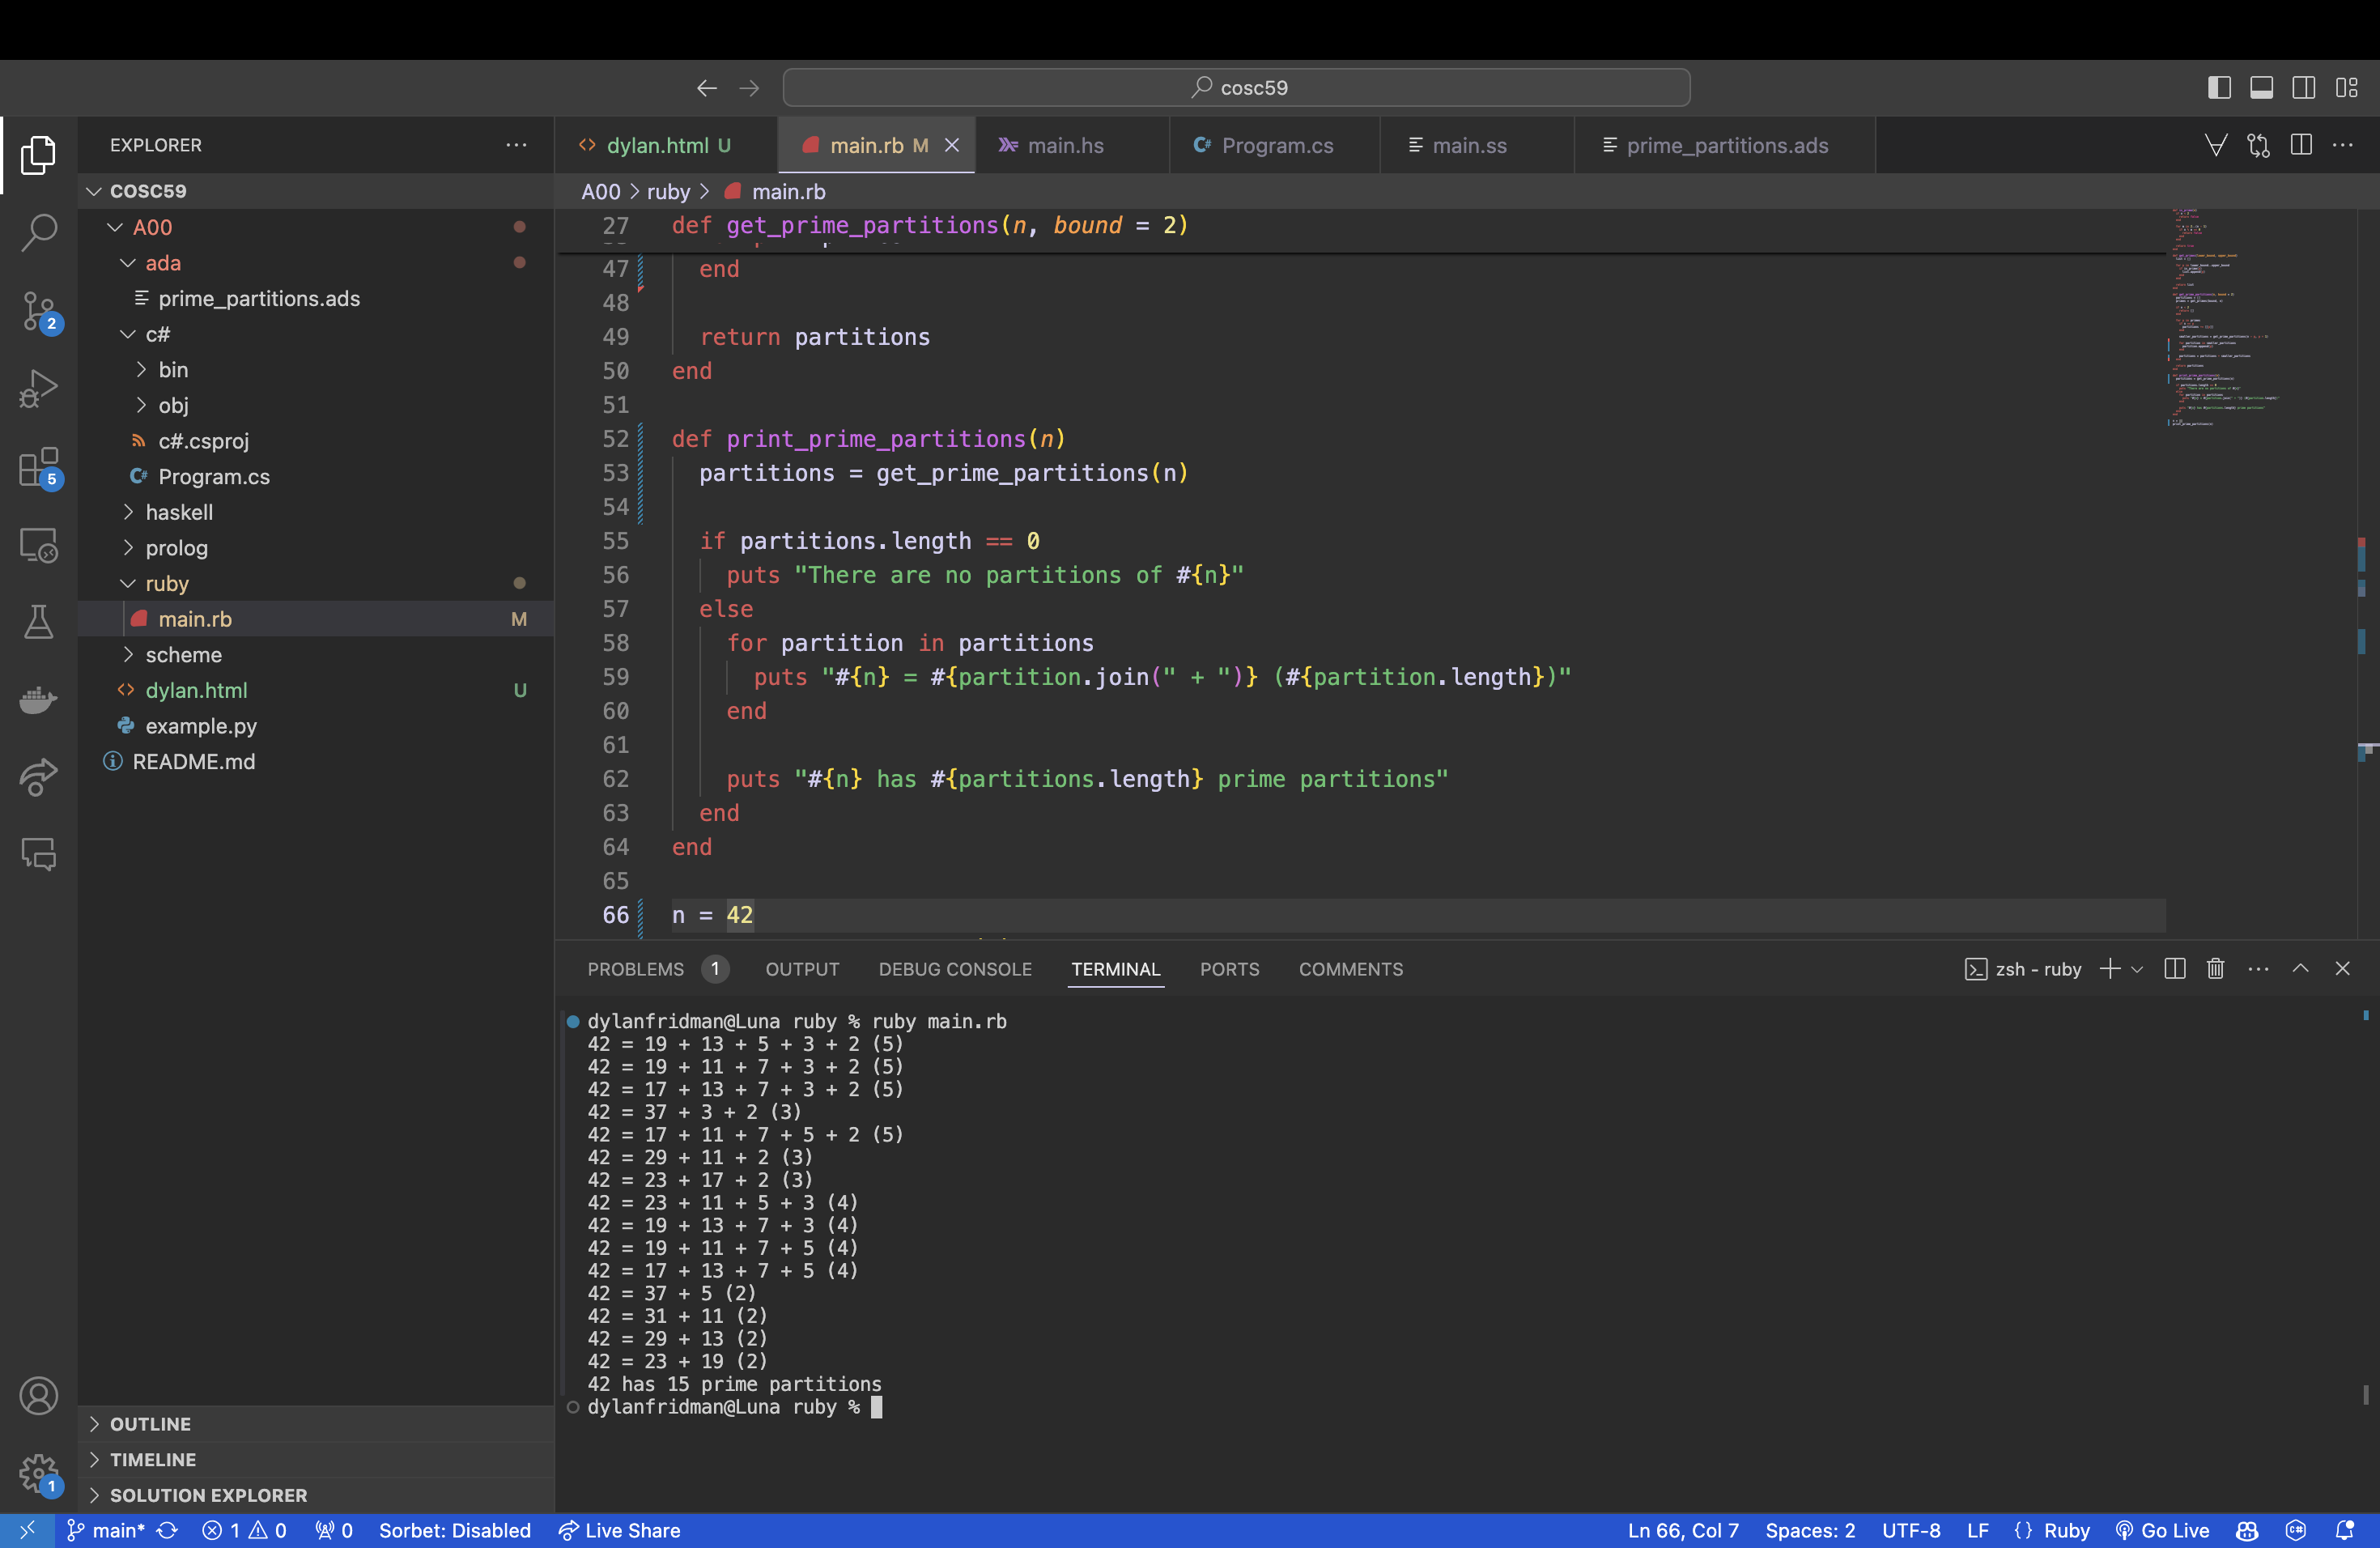 cosc59
EXPLORER
dylan.html U
main.rb M
main.hs
Program.cs
main.ss
prime_partitions.ads
COSC59
A00
ada
prime_partitions.ads
c#
bin
obj
c#.csproj
Program.cs
haskell
prolog
ruby
main.rb M
scheme
dylan.html U
example.py
README.md
OUTLINE
TIMELINE
SOLUTION EXPLORER
2
5
1
A00 > ruby > main.rb
27 def get_prime_partitions(n, bound = 2)
47 end
48
49 return partitions
50 end
51
52 def print_prime_partitions(n)
53 partitions = get_prime_partitions(n)
54
55 if partitions.length == 0
56 puts "There are no partitions of #{n}"
57 else
58 for partition in partitions
59 puts "#{n} = #{partition.join(" + ")} (#{partition.length})"
60 end
61
62 puts "#{n} has #{partitions.length} prime partitions"
63 end
64 end
65
66 n = 42
PROBLEMS 1 OUTPUT DEBUG CONSOLE TERMINAL PORTS COMMENTS
zsh - ruby
dylanfridman@Luna ruby % ruby main.rb
42 = 19 + 13 + 5 + 3 + 2 (5)
42 = 19 + 11 + 7 + 3 + 2 (5)
42 = 17 + 13 + 7 + 3 + 2 (5)
42 = 37 + 3 + 2 (3)
42 = 17 + 11 + 7 + 5 + 2 (5)
42 = 29 + 11 + 2 (3)
42 = 23 + 17 + 2 (3)
42 = 23 + 11 + 5 + 3 (4)
42 = 19 + 13 + 7 + 3 (4)
42 = 19 + 11 + 7 + 5 (4)
42 = 17 + 13 + 7 + 5 (4)
42 = 37 + 5 (2)
42 = 31 + 11 (2)
42 = 29 + 13 (2)
42 = 23 + 19 (2)
42 has 15 prime partitions
dylanfridman@Luna ruby %
main* 1 0 0 Sorbet: Disabled Live Share
Ln 66, Col 7 Spaces: 2 UTF-8 LF {} Ruby Go Live